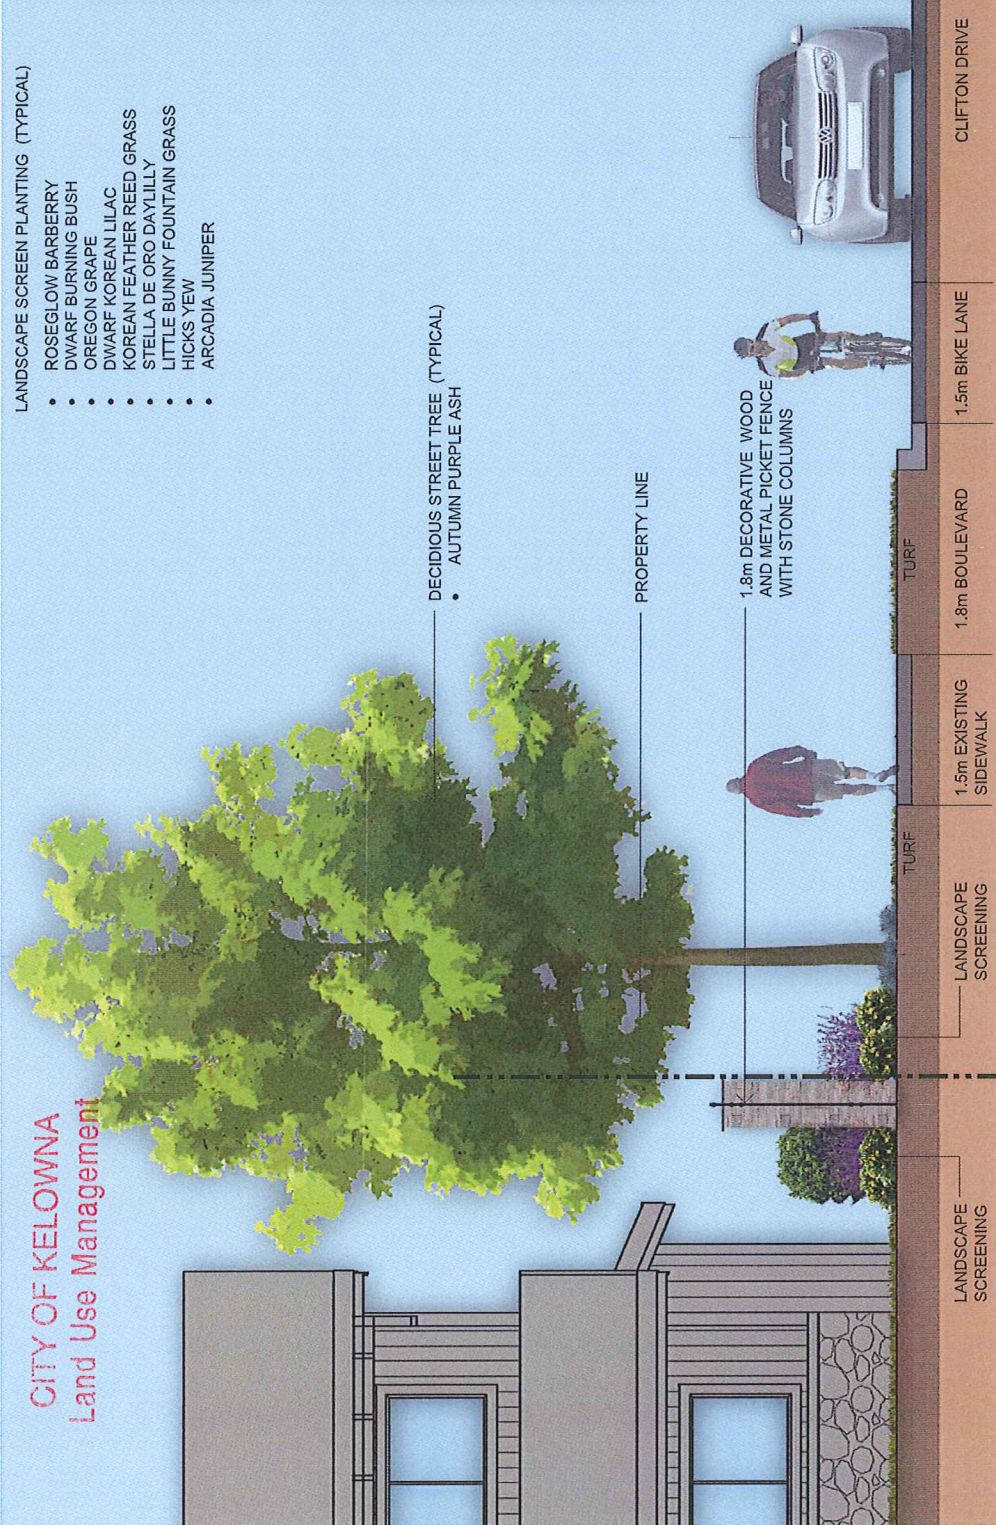 CITY OF KELOWNA
Land Use Management
LANDSCAPE SCREEN PLANTING (TYPICAL)
• ROSEGLOW BARBERRY
• DWARF BURNING BUSH
• OREGON GRAPE
• DWARF KOREAN LILAC
• KOREAN FEATHER REED GRASS
• STELLA DE ORO DAYLILLY
• LITTLE BUNNY FOUNTAIN GRASS
• HICKS YEW
• ARCADIA JUNIPER
DECIDIOUS STREET TREE (TYPICAL)
• AUTUMN PURPLE ASH
PROPERTY LINE
1.8m DECORATIVE WOOD
AND METAL PICKET FENCE
WITH STONE COLUMNS
TURF
TURF
LANDSCAPE
SCREENING
LANDSCAPE
SCREENING
1.5m EXISTING
SIDEWALK
1.8m BOULEVARD
1.5m BIKE LANE
CLIFTON DRIVE